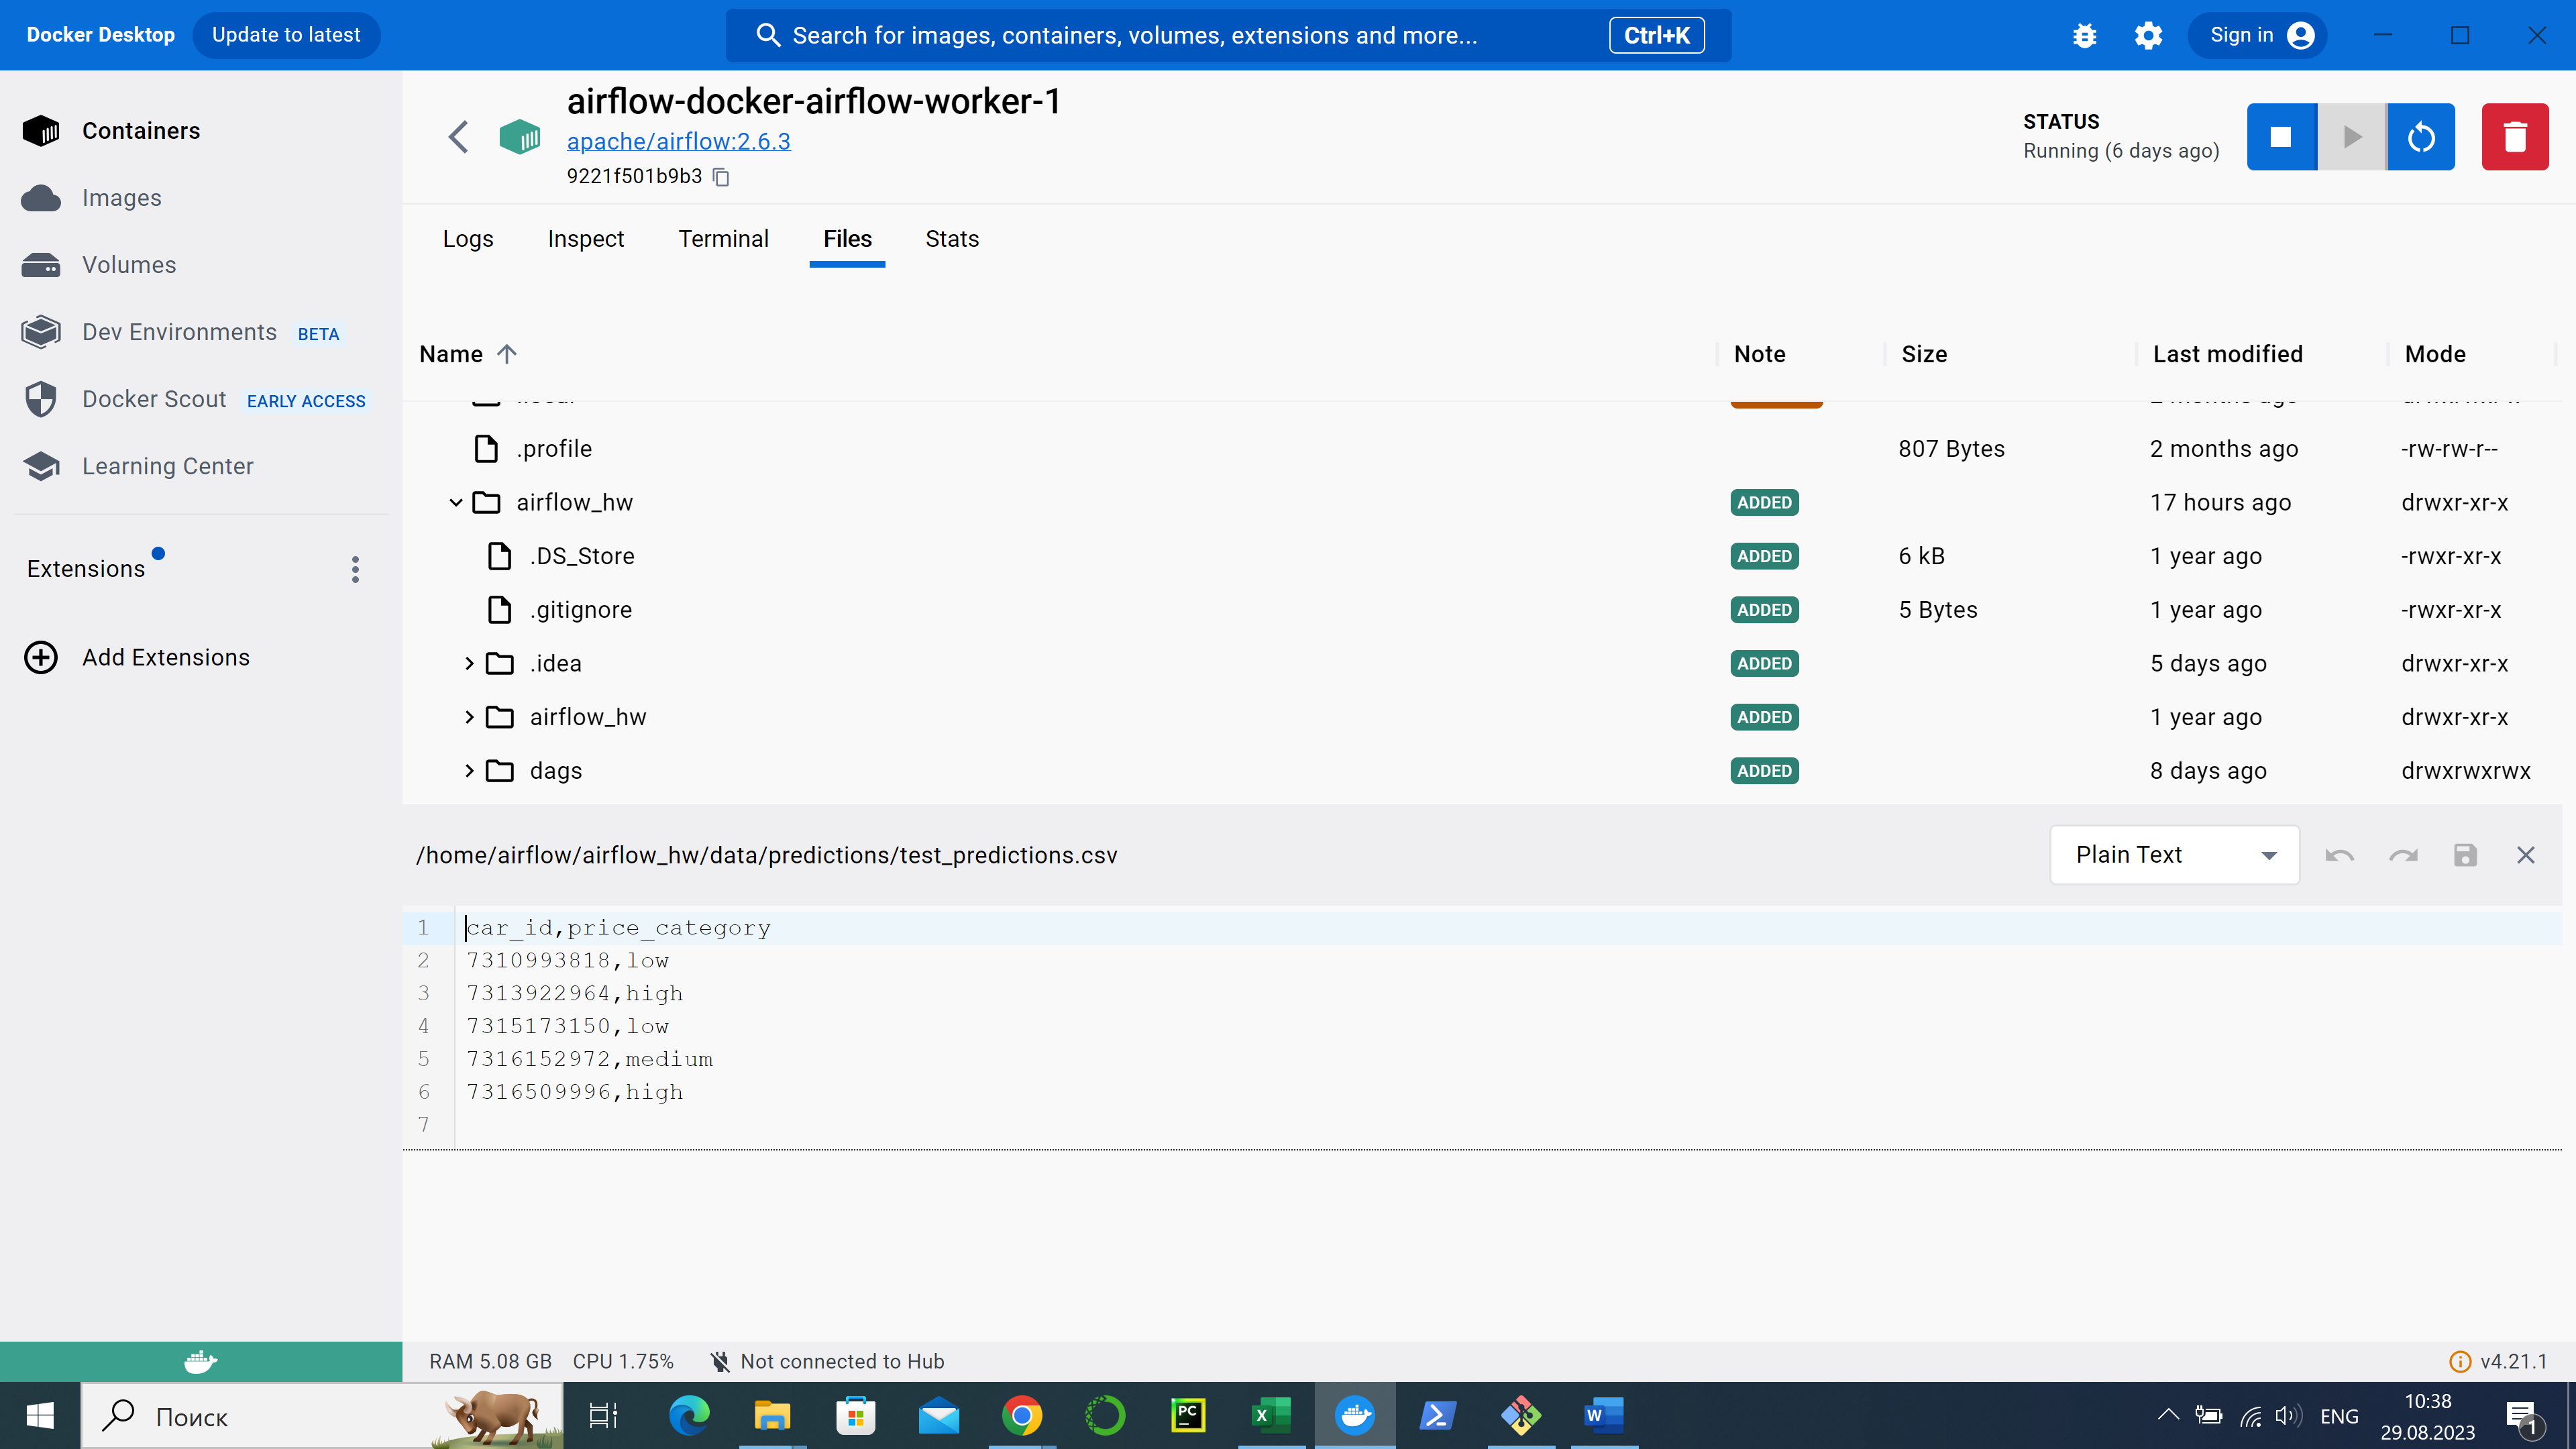 Docker Desktop
Update to latest
Search for images, containers, volumes, extensions and more...
Ctrl+K
Sign in
Containers
Images
Volumes
Dev Environments BETA
Docker Scout EARLY ACCESS
Learning Center
Extensions
Add Extensions
airflow-docker-airflow-worker-1
apache/airflow:2.6.3
9221f501b9b3
STATUS
Running (6 days ago)
Logs Inspect Terminal Files Stats
Name Note Size Last modified Mode
.profile 807 Bytes 2 months ago -rw-rw-r--
airflow_hw ADDED 17 hours ago drwxr-xr-x
.DS_Store ADDED 6 kB 1 year ago -rwxr-xr-x
.gitignore ADDED 5 Bytes 1 year ago -rwxr-xr-x
.idea ADDED 5 days ago drwxr-xr-x
airflow_hw ADDED 1 year ago drwxr-xr-x
dags ADDED 8 days ago drwxrwxrwx
/home/airflow/airflow_hw/data/predictions/test_predictions.csv
Plain Text
1 car_id,price_category
2 7310993818,low
3 7313922964,high
4 7315173150,low
5 7316152972,medium
6 7316509996,high
7
RAM 5.08 GB CPU 1.75% Not connected to Hub
v4.21.1
Поиск
PC
X
W
ENG
10:38
29.08.2023
1